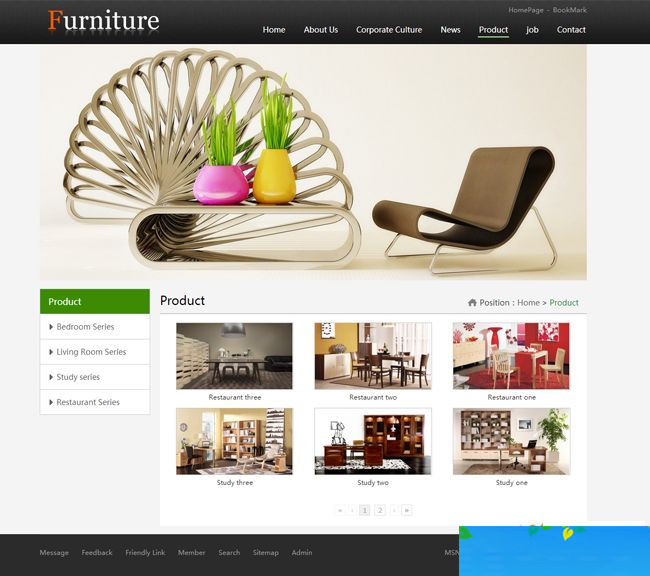 Furniture
HomePage - BookMark
Home About Us Corporate Culture News Product job Contact
Product
Bedroom Series
Living Room Series
Study series
Restaurant Series
Product
Position : Home > Product
Restaurant three Restaurant two Restaurant one
Study three Study two Study one
« ‹ 1 2 › »
Message Feedback Friendly Link Member Search Sitemap Admin
MSN